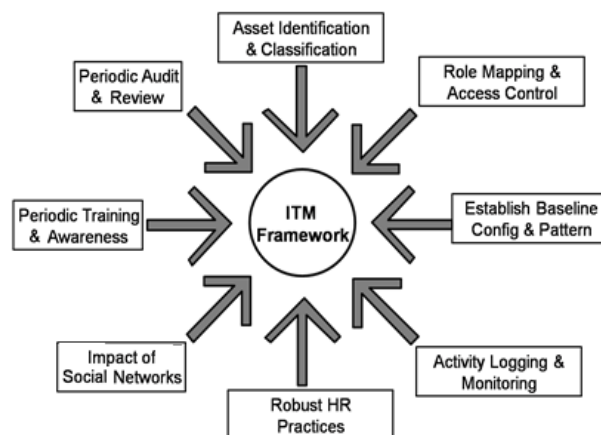 Asset Identification
& Classification
Periodic Audit
& Review
Role Mapping &
Access Control
Periodic Training
& Awareness
ITM
Framework
Establish Baseline
Config & Pattern
Impact of
Social Networks
Activity Logging &
Monitoring
Robust HR
Practices